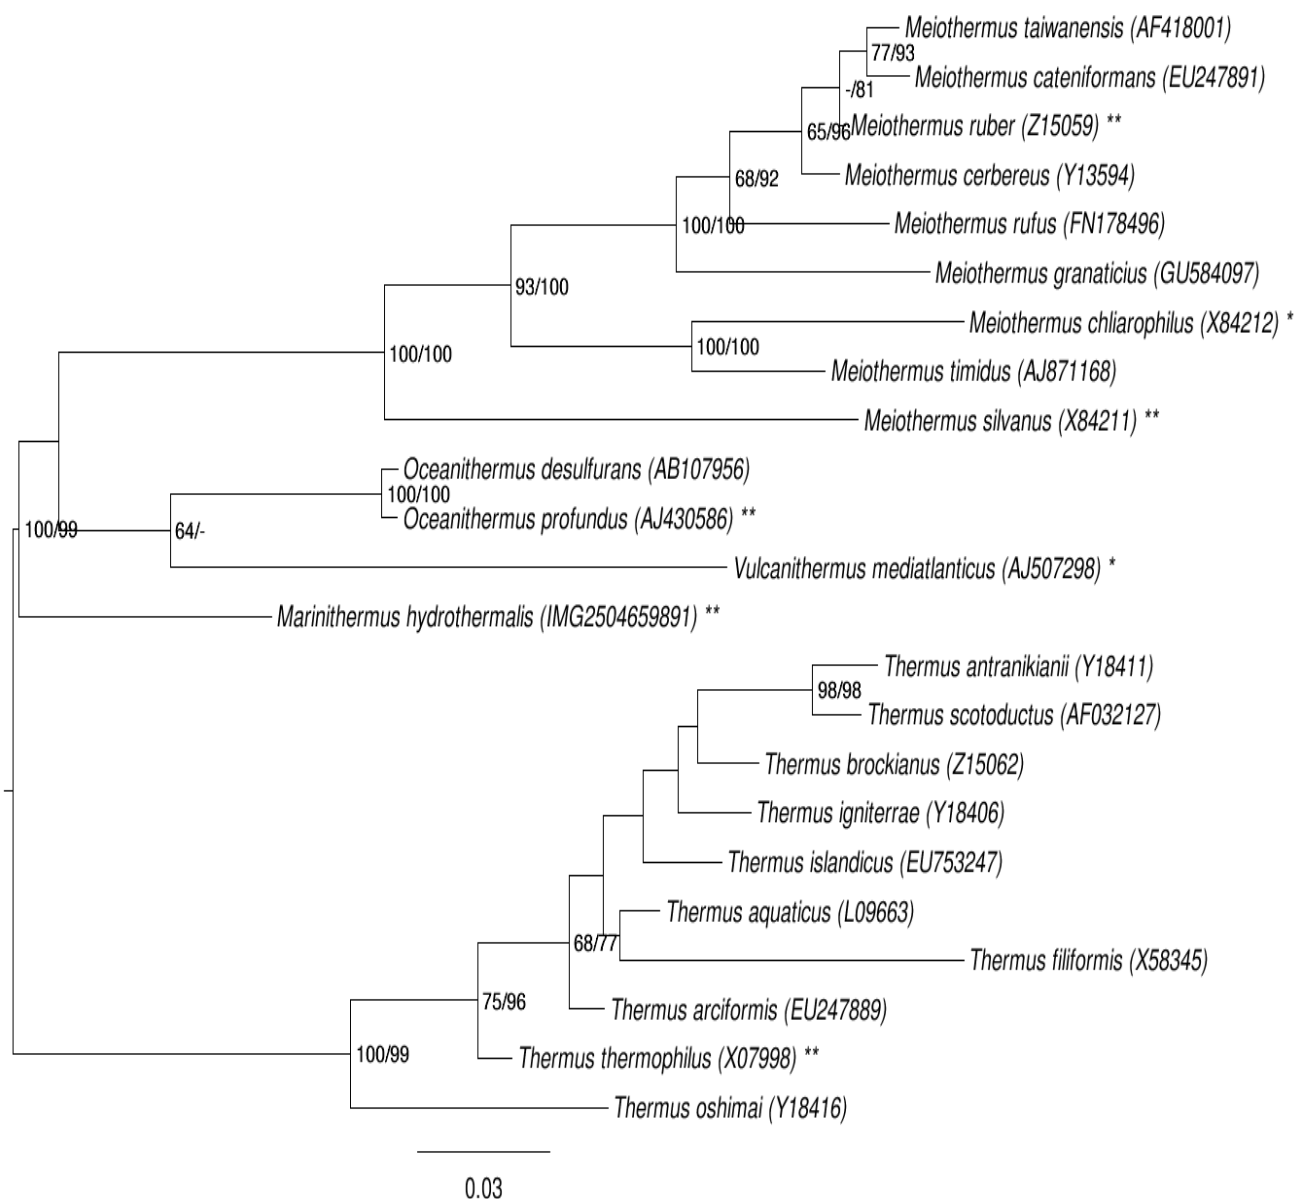 Meiothermus taiwanensis (AF418001)
77/93
Meiothermus cateniformans (EU247891)
-/81
Meiothermus ruber (Z15059) **
65/96
Meiothermus cerbereus (Y13594)
68/92
Meiothermus rufus (FN178496)
100/100
Meiothermus granaticius (GU584097)
93/100
Meiothermus chliarophilus (X84212) *
100/100
100/100
Meiothermus timidus (AJ871168)
Meiothermus silvanus (X84211) **
Oceanithermus desulfurans (AB107956)
100/100
Oceanithermus profundus (AJ430586) **
100/99
64/-
Vulcanithermus mediatlanticus (AJ507298) *
Marinithermus hydrothermalis (IMG2504659891) **
Thermus antranikianii (Y18411)
98/98
Thermus scotoductus (AF032127)
Thermus brockianus (Z15062)
Thermus igniterrae (Y18406)
Thermus islandicus (EU753247)
Thermus aquaticus (L09663)
68/77
Thermus filiformis (X58345)
75/96
Thermus arciformis (EU247889)
100/99
Thermus thermophilus (X07998) **
Thermus oshimai (Y18416)
0.03